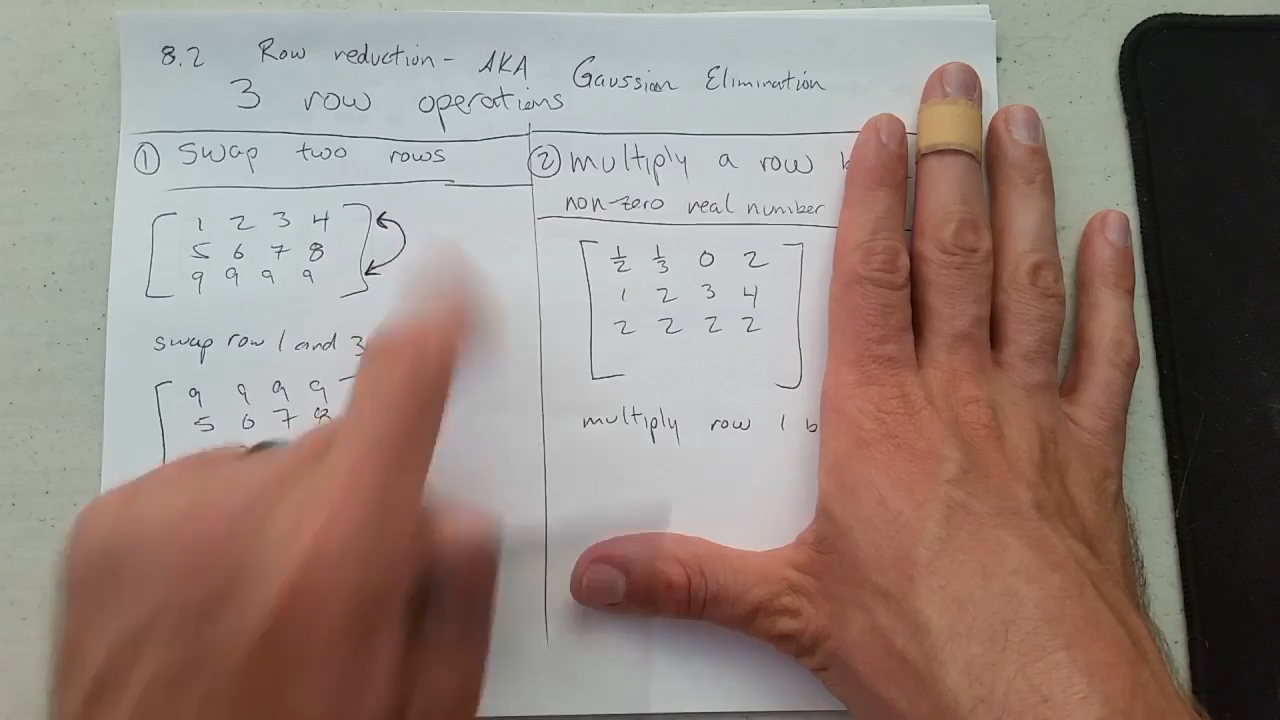 8.2 Row reduction - AKA Gaussian Elimination
3 row operations
① Swap two rows
1 2 3 4
5 6 7 8
9 9 9 9
swap row 1 and 3
9 9 9 9
5 6 7 8
② multiply a row
non-zero real number
1/2 1/3 0 2
1 2 3 4
2 2 2 2
multiply row 1